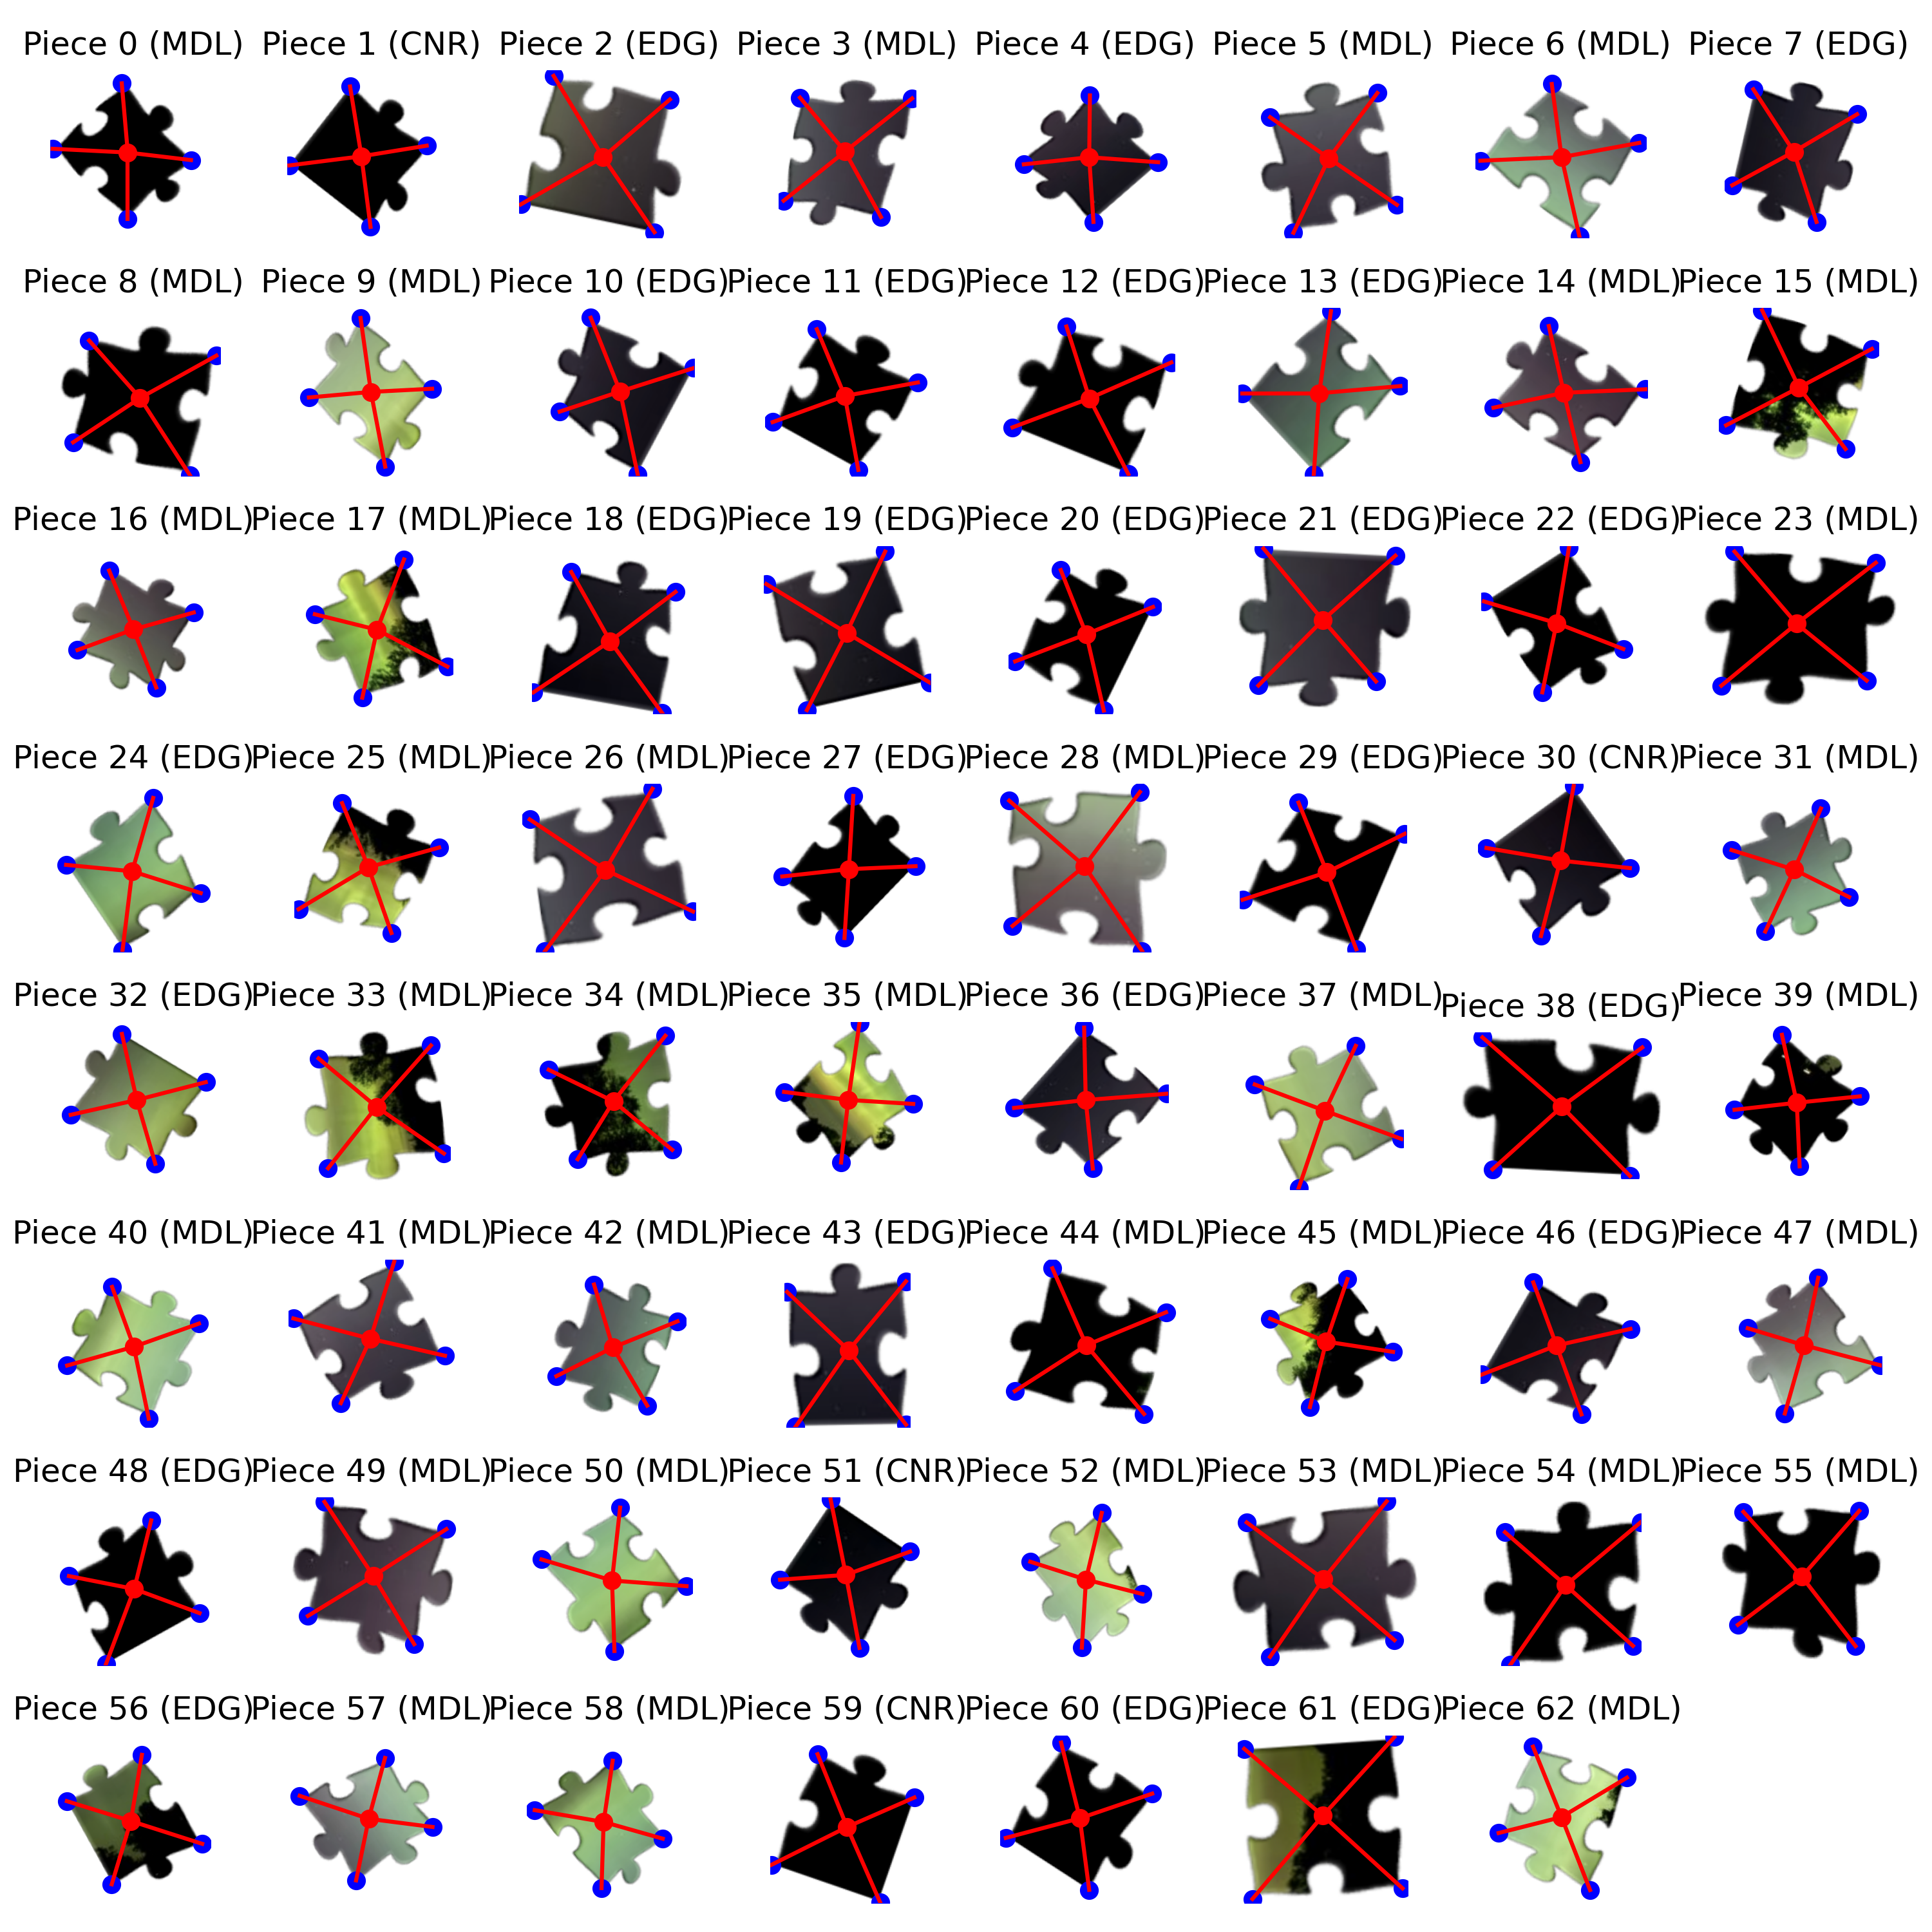 Piece 0 (MDL) Piece 1 (CNR) Piece 2 (EDG) Piece 3 (MDL) Piece 4 (EDG) Piece 5 (MDL) Piece 6 (MDL) Piece 7 (EDG)
Piece 8 (MDL) Piece 9 (MDL) Piece 10 (EDG) Piece 11 (EDG) Piece 12 (EDG) Piece 13 (EDG) Piece 14 (MDL) Piece 15 (MDL)
Piece 16 (MDL) Piece 17 (MDL) Piece 18 (EDG) Piece 19 (EDG) Piece 20 (EDG) Piece 21 (EDG) Piece 22 (EDG) Piece 23 (MDL)
Piece 24 (EDG) Piece 25 (MDL) Piece 26 (MDL) Piece 27 (EDG) Piece 28 (MDL) Piece 29 (EDG) Piece 30 (CNR) Piece 31 (MDL)
Piece 32 (EDG) Piece 33 (MDL) Piece 34 (MDL) Piece 35 (MDL) Piece 36 (EDG) Piece 37 (MDL) Piece 38 (EDG) Piece 39 (MDL)
Piece 40 (MDL) Piece 41 (MDL) Piece 42 (MDL) Piece 43 (EDG) Piece 44 (MDL) Piece 45 (MDL) Piece 46 (EDG) Piece 47 (MDL)
Piece 48 (EDG) Piece 49 (MDL) Piece 50 (MDL) Piece 51 (CNR) Piece 52 (MDL) Piece 53 (MDL) Piece 54 (MDL) Piece 55 (MDL)
Piece 56 (EDG) Piece 57 (MDL) Piece 58 (MDL) Piece 59 (CNR) Piece 60 (EDG) Piece 61 (EDG) Piece 62 (MDL)